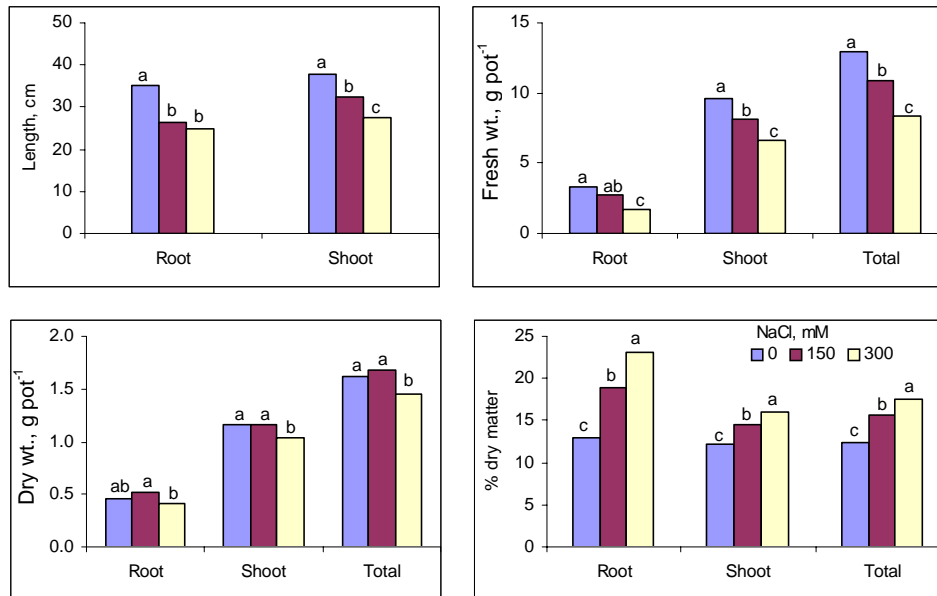 50
40
30
20
10
0
Length, cm
a
b
b
a
b
c
Root Shoot
15
10
5
0
Fresh wt., g pot-1
a
ab
c
a
b
c
a
b
c
Root Shoot Total
2.0
1.5
1.0
0.5
0.0
Dry wt., g pot-1
ab
a
b
a
a
b
a
a
b
Root Shoot Total
25
20
15
10
5
0
% dry matter
NaCl, mM
0 150 300
c
b
a
c
b
a
c
b
a
Root Shoot Total